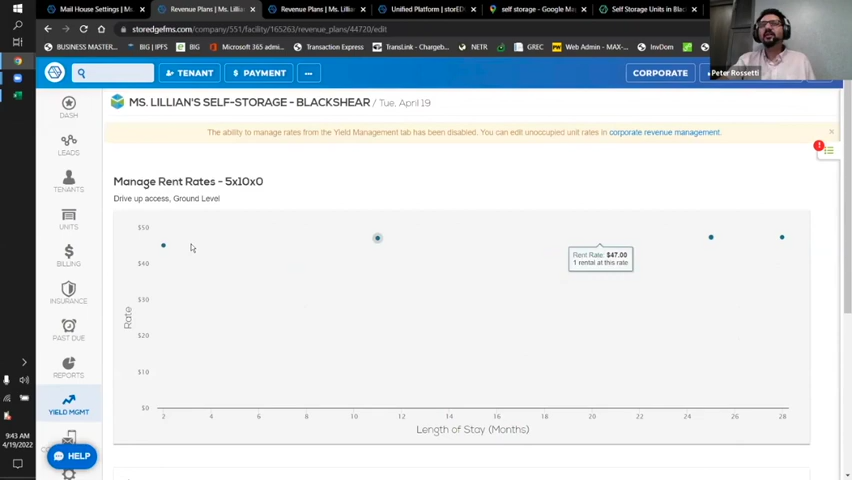 Mail House Settings | M
Revenue Plans | Ms. Lillia
Revenue Plans | Ms. Lillia
Unified Platform | storED
self storage - Google Ma
Self Storage Units in Blac
storedgefms.com/company/551/facility/165263/revenue_plans/44720/edit
BUSINESS MASTER...
BIG | IPFS
Microsoft 365 admin...
Transaction Express
TransLink - Chargeb...
BIG
GREC
Web Admin - MAX-...
InvDom
TENANT
$ PAYMENT
...
CORPORATE
Peter Rossetti
MS. LILLIAN'S SELF-STORAGE - BLACKSHEAR / Tue, April 19
The ability to manage rates from the Yield Management tab has been disabled. You can edit unoccupied unit rates in corporate revenue management.
DASH
LEADS
TENANTS
UNITS
BILLING
INSURANCE
PAST DUE
REPORTS
YIELD MGMT
HELP
Manage Rent Rates - 5x10x0
Drive up access, Ground Level
$50
$40
$30
$20
$10
$0
Rate
Rent Rate: $47.00
1 rental at this rate
2 4 6 8 10 12 14 16 18 20 22 24 26 28
Length of Stay (Months)
9:43 AM
4/19/2022